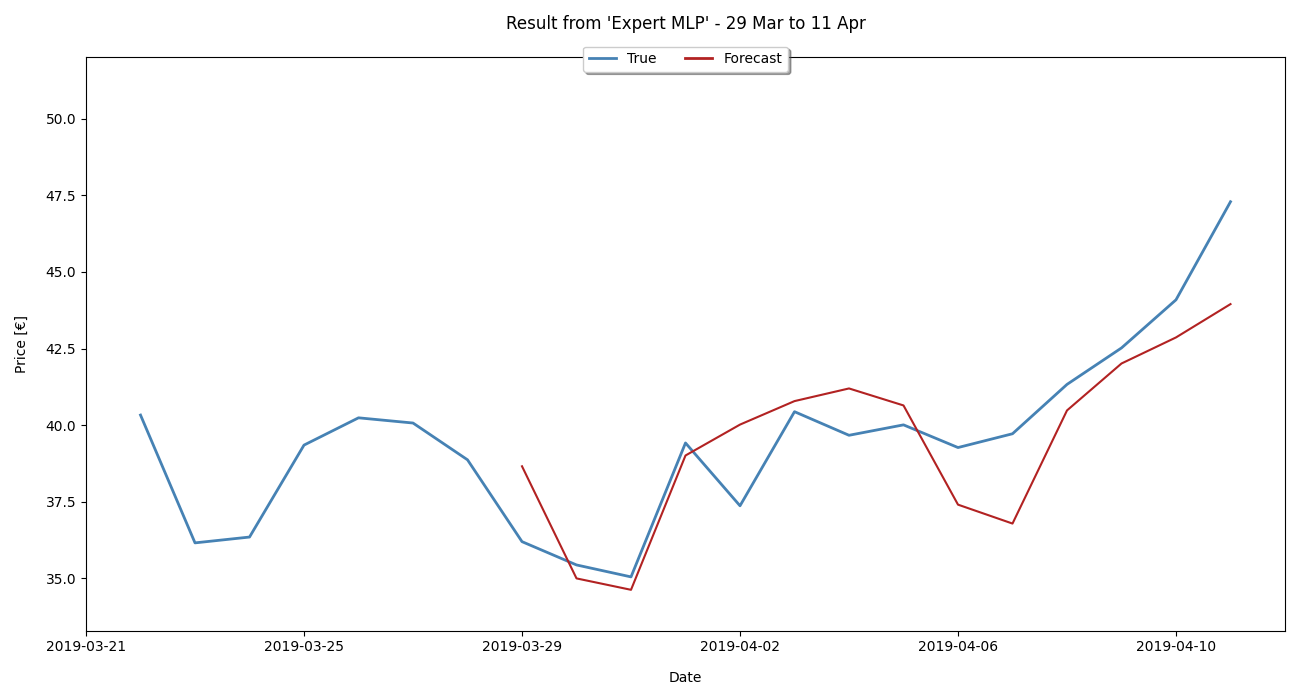 Result from 'Expert MLP' - 29 Mar to 11 Apr
True
Forecast
50.0
47.5
45.0
42.5
40.0
37.5
35.0
Price [€]
2019-03-21
2019-03-25
2019-03-29
2019-04-02
2019-04-06
2019-04-10
Date